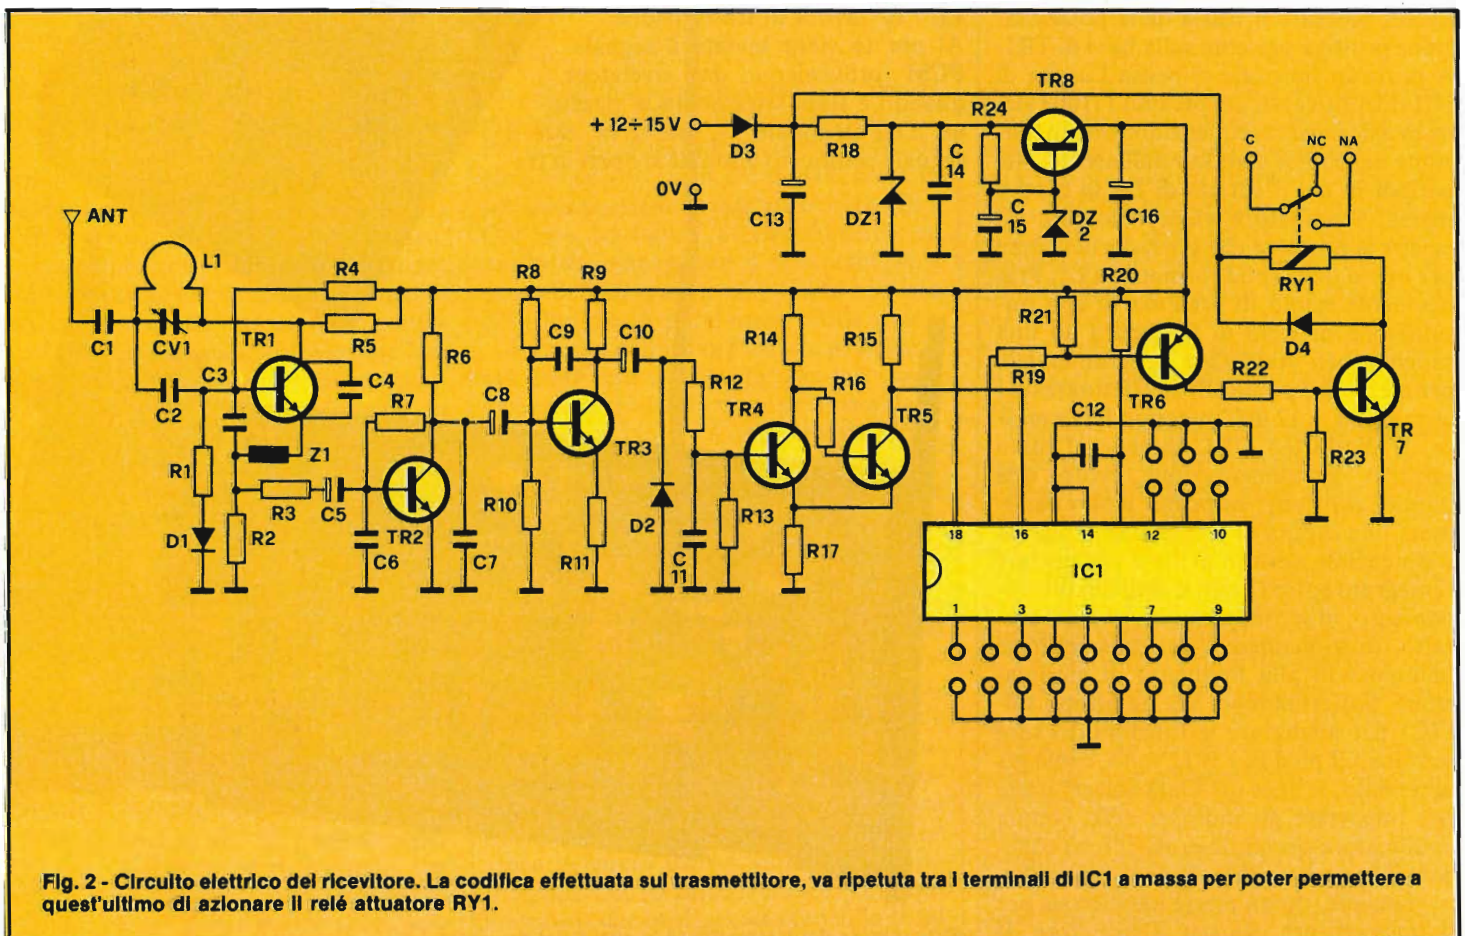 TR8
+ 12÷15 V
D3
R18
R24
C
14
0V
C13
DZ1
C
15
DZ
2
C16
C
NC
NA
ANT
L1
R4
R8
R9
R20
RY1
C1
CV1
TR1
R5
R6
C9
C10
R14
R15
R21
D4
C3
C4
C2
R7
C8
R12
R16
R19
TR6
R22
TR4
TR5
C12
TR
7
R1
Z1
TR3
R23
R3
C5
R10
D1
R2
TR2
D2
R13
C6
C7
R11
C
11
R17
18
16
14
12
10
IC1
1
3
5
7
9
Fig. 2 - Circuito elettrico del ricevitore. La codifica effettuata sul trasmettitore, va ripetuta tra i terminali di IC1 a massa per poter permettere a
quest'ultimo di azionare il relé attuatore RY1.